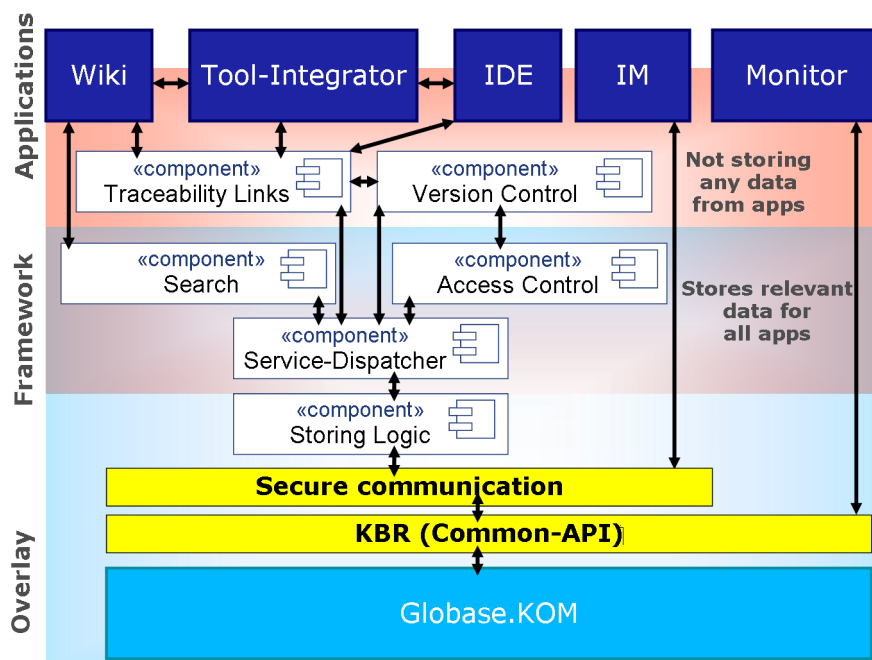 Applications
Wiki
Tool-Integrator
IDE
IM
Monitor
«component»
Traceability Links
«component»
Version Control
Not storing
any data
from apps
Framework
«component»
Search
«component»
Access Control
Stores relevant
data for
all apps
«component»
Service-Dispatcher
«component»
Storing Logic
Overlay
Secure communication
KBR (Common-API)
Globase.KOM